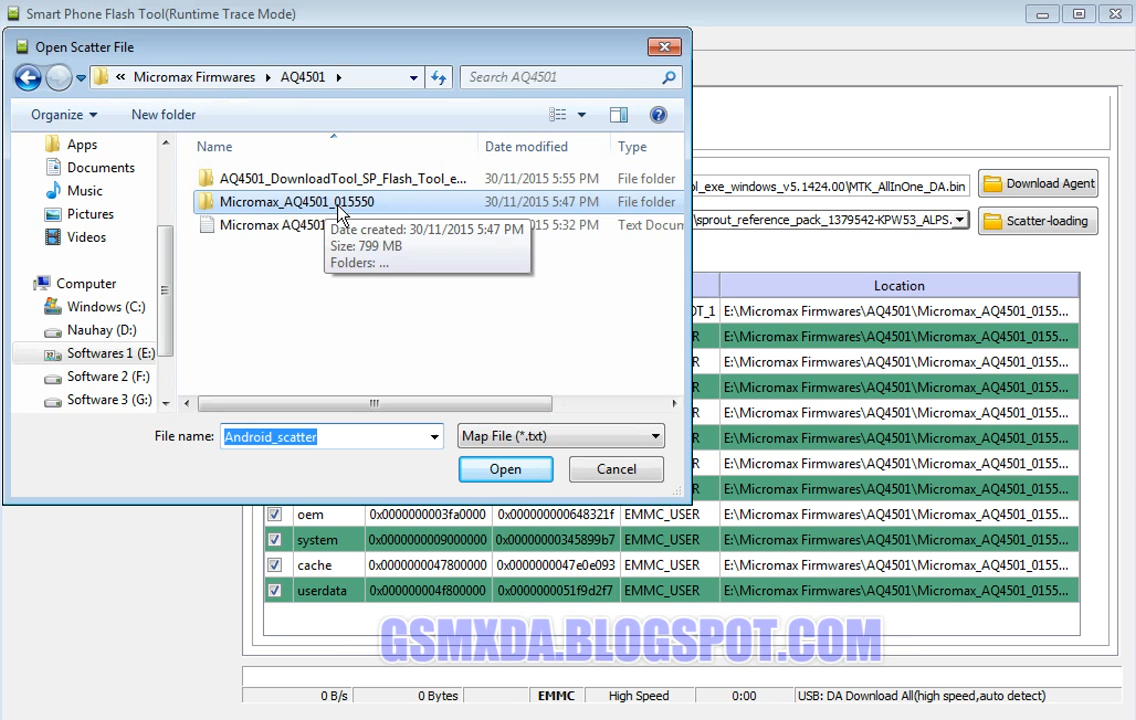 Smart Phone Flash Tool(Runtime Trace Mode)
Open Scatter File
« Micromax Firmwares AQ4501
Search AQ4501
Organize New folder
Apps
Documents
Music
Pictures
Videos
Computer
Windows (C:)
Nauhay (D:)
Softwares 1 (E:)
Software 2 (F:)
Software 3 (G:)
Name Date modified Type
AQ4501_DownloadTool_SP_Flash_Tool_e... 30/11/2015 5:55 PM File folder
Micromax_AQ4501_015550 30/11/2015 5:47 PM File folder
Micromax AQ4501 5:32 PM Text Docum
Date created: 30/11/2015 5:47 PM
Size: 799 MB
Folders: ...
File name: Android_scatter Map File (*.txt)
Open Cancel
ol_exe_windows_v5.1424.00\MTK_AllInOne_DA.bin Download Agent
\sprout_reference_pack_1379542-KPW53_ALPS. Scatter-loading
Location
OT_1 E:\Micromax Firmwares\AQ4501\Micromax_AQ4501_0155...
R E:\Micromax Firmwares\AQ4501\Micromax_AQ4501_0155...
R E:\Micromax Firmwares\AQ4501\Micromax_AQ4501_0155...
R E:\Micromax Firmwares\AQ4501\Micromax_AQ4501_0155...
R E:\Micromax Firmwares\AQ4501\Micromax_AQ4501_0155...
R E:\Micromax Firmwares\AQ4501\Micromax_AQ4501_0155...
R E:\Micromax Firmwares\AQ4501\Micromax_AQ4501_0155...
R E:\Micromax Firmwares\AQ4501\Micromax_AQ4501_0155...
oem 0x0000000003fa0000 0x000000000648321f EMMC_USER E:\Micromax Firmwares\AQ4501\Micromax_AQ4501_0155...
system 0x0000000009000000 0x00000000345899b7 EMMC_USER E:\Micromax Firmwares\AQ4501\Micromax_AQ4501_0155...
cache 0x0000000047800000 0x0000000047e0e093 EMMC_USER E:\Micromax Firmwares\AQ4501\Micromax_AQ4501_0155...
userdata 0x000000004f800000 0x0000000051f9d2f7 EMMC_USER E:\Micromax Firmwares\AQ4501\Micromax_AQ4501_0155...
GSMXDA.BLOGSPOT.COM
0 B/s 0 Bytes EMMC High Speed 0:00 USB: DA Download All(high speed,auto detect)